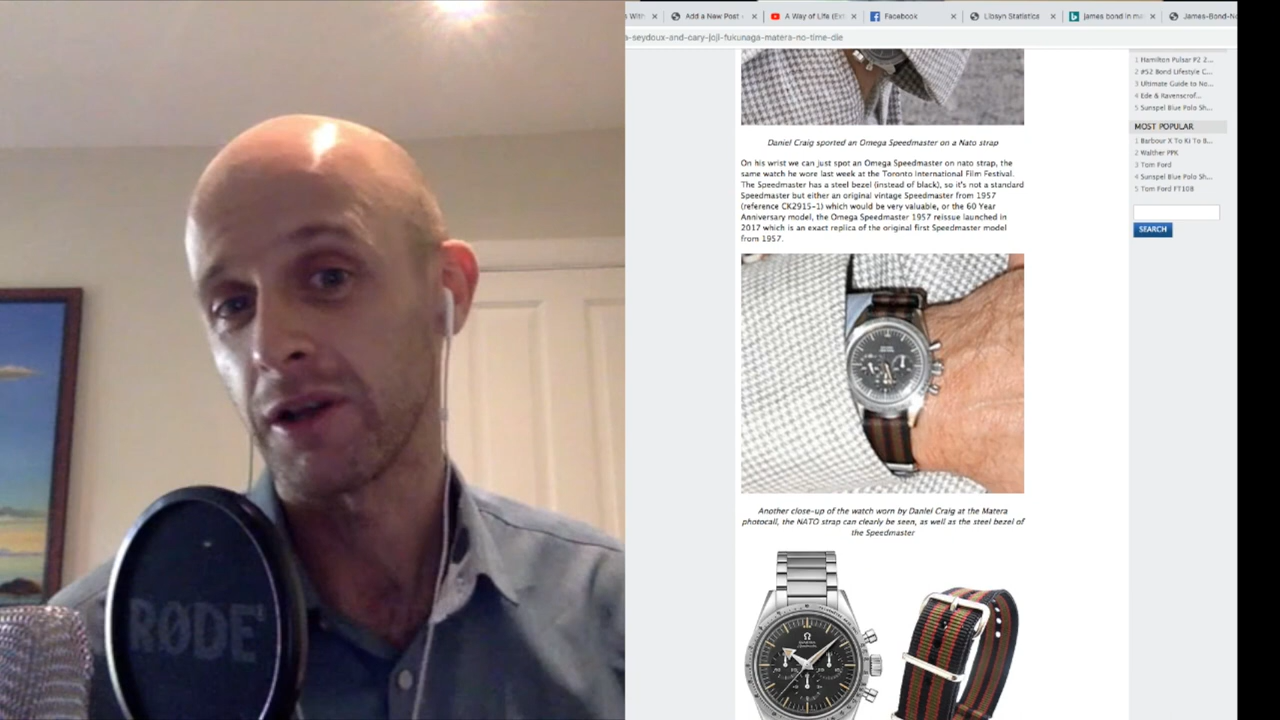 s With
Add a New Post ‹
A Way of Life (Ex
Facebook
Libsyn Statistics
james bond in m
James-Bond-N
a-seydoux-and-cary-joji-fukunaga-matera-no-time-die
Daniel Craig sported an Omega Speedmaster on a Nato strap
On his wrist we can just spot an Omega Speedmaster on nato strap, the
same watch he wore last week at the Toronto International Film Festival.
The Speedmaster has a steel bezel (instead of black), so it's not a standard
Speedmaster but either an original vintage Speedmaster from 1957
(reference CK2915-1) which would be very valuable, or the 60 Year
Anniversary model, the Omega Speedmaster 1957 reissue launched in
2017 which is an exact replica of the original first Speedmaster model
from 1957.
Another close-up of the watch worn by Daniel Craig at the Matera
photocall, the NATO strap can clearly be seen, as well as the steel bezel of
the Speedmaster
Ω
OMEGA
Speedmaster
1 Hamilton Pulsar P2 2...
2 #52 Bond Lifestyle C...
3 Ultimate Guide to No...
4 Ede & Ravenscrof...
5 Sunspel Blue Polo Sh...
MOST POPULAR
1 Barbour X To Ki To B...
2 Walther PPK
3 Tom Ford
4 Sunspel Blue Polo Sh...
5 Tom Ford FT108
SEARCH
RØDE